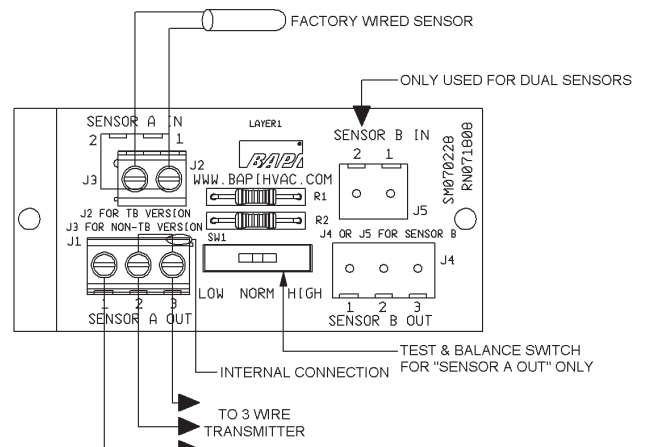 FACTORY WIRED SENSOR
ONLY USED FOR DUAL SENSORS
SENSOR A IN
2 1
LAYER1
SENSOR B IN
2 1
BAPI
J2
J3
WWW.BAPIHVAC.COM
R1
R2
J5
SM070228
RN071808
J2 FOR TB VERSION
J3 FOR NON-TB VERSION
J1
SW1
J4 OR J5 FOR SENSOR B
J4
LOW NORM HIGH
1 2 3
SENSOR A OUT
1 2 3
SENSOR B OUT
TEST & BALANCE SWITCH
FOR "SENSOR A OUT" ONLY
INTERNAL CONNECTION
TO 3 WIRE
TRANSMITTER